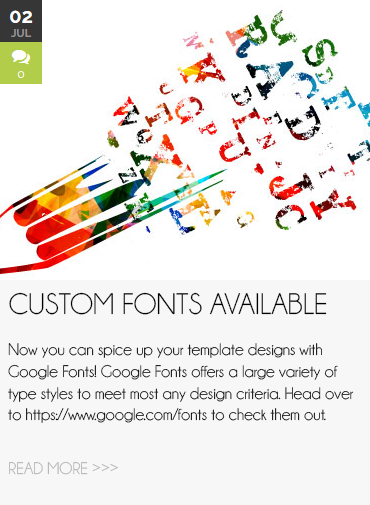 02
JUL
0
CUSTOM FONTS AVAILABLE
Now you can spice up your template designs with
Google Fonts! Google Fonts offers a large variety of
type styles to meet most any design criteria. Head over
to https://www.google.com/fonts to check them out.
READ MORE >>>